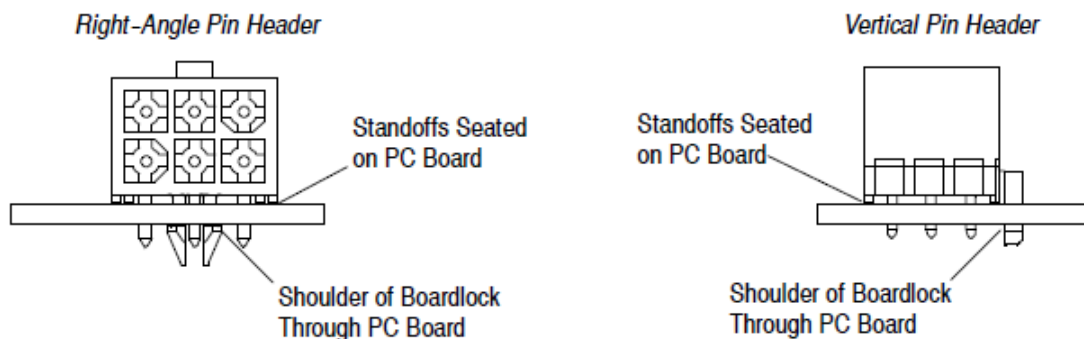 Right-Angle Pin Header
Standoffs Seated
on PC Board
Shoulder of Boardlock
Through PC Board
Vertical Pin Header
Standoffs Seated
on PC Board
Shoulder of Boardlock
Through PC Board